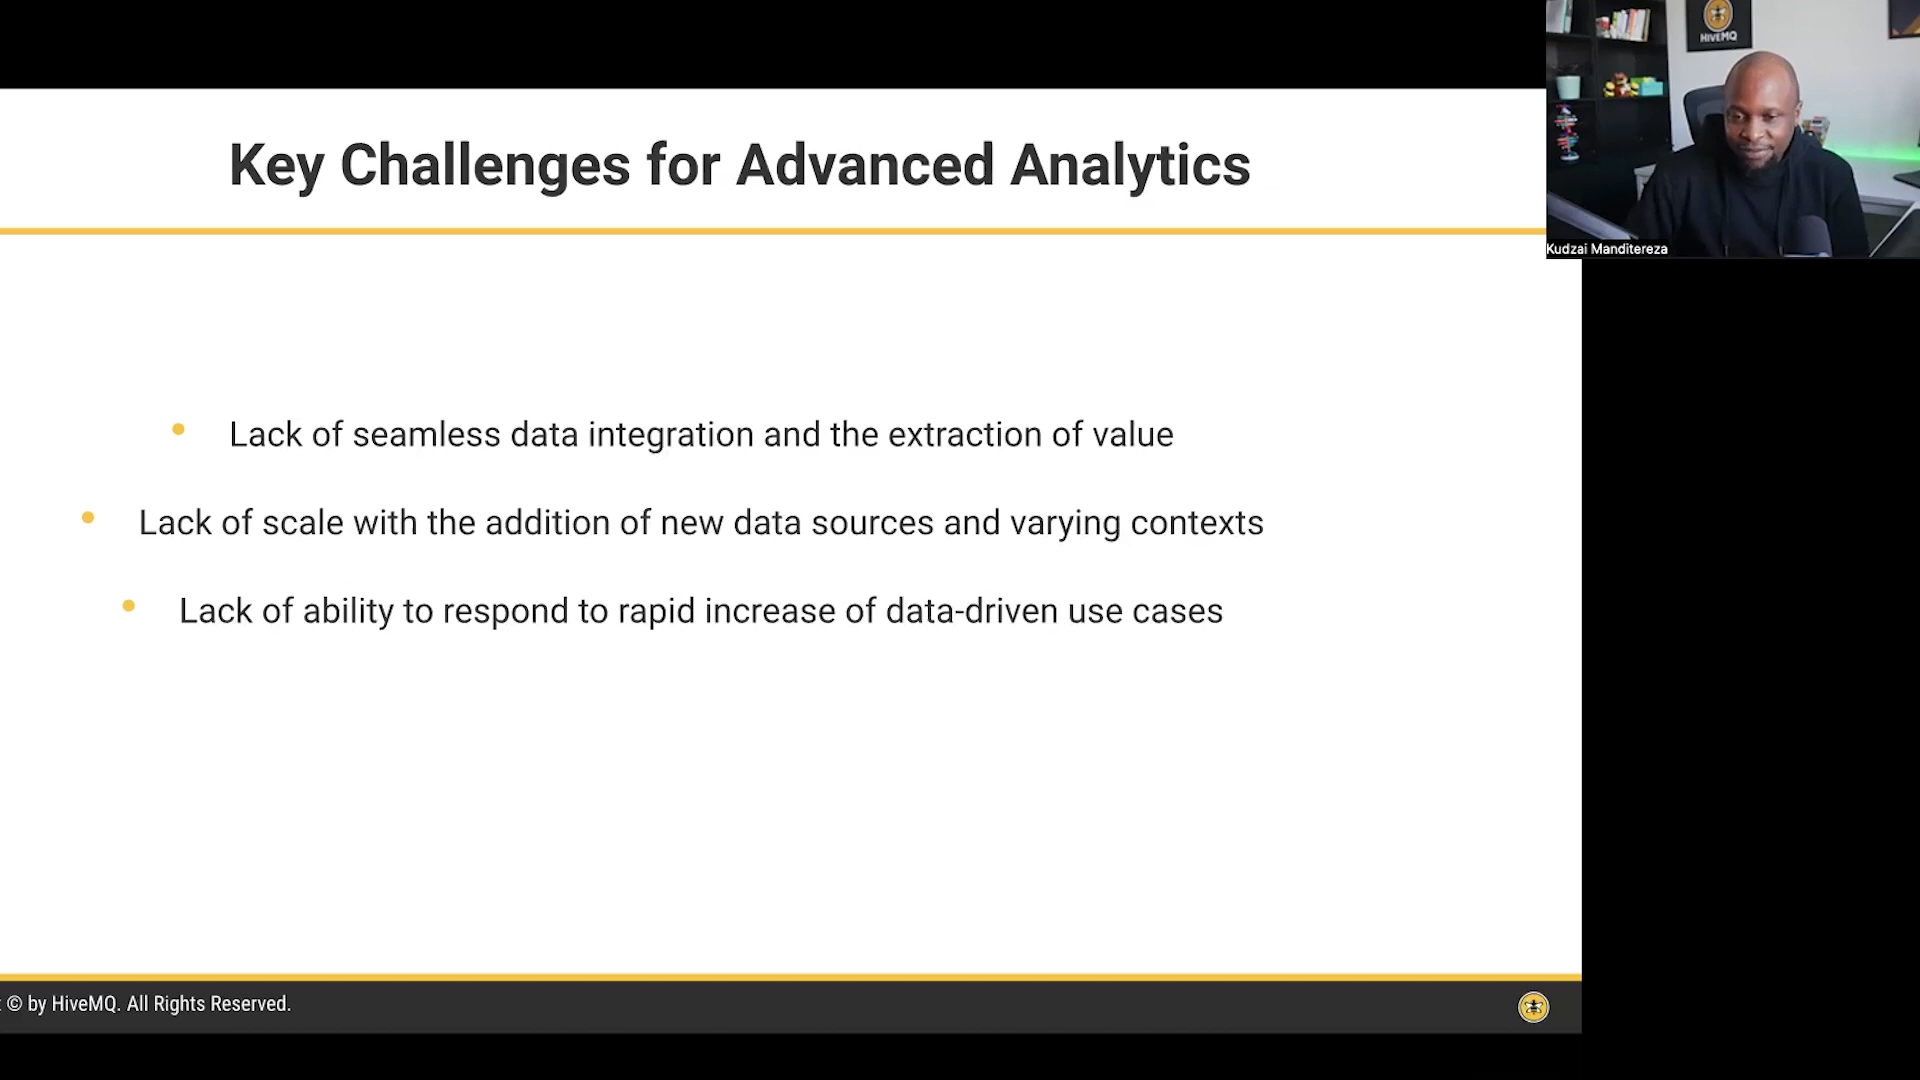 HIVEMQ
Kudzai Manditereza
Key Challenges for Advanced Analytics
• Lack of seamless data integration and the extraction of value
• Lack of scale with the addition of new data sources and varying contexts
• Lack of ability to respond to rapid increase of data-driven use cases
© by HiveMQ. All Rights Reserved.